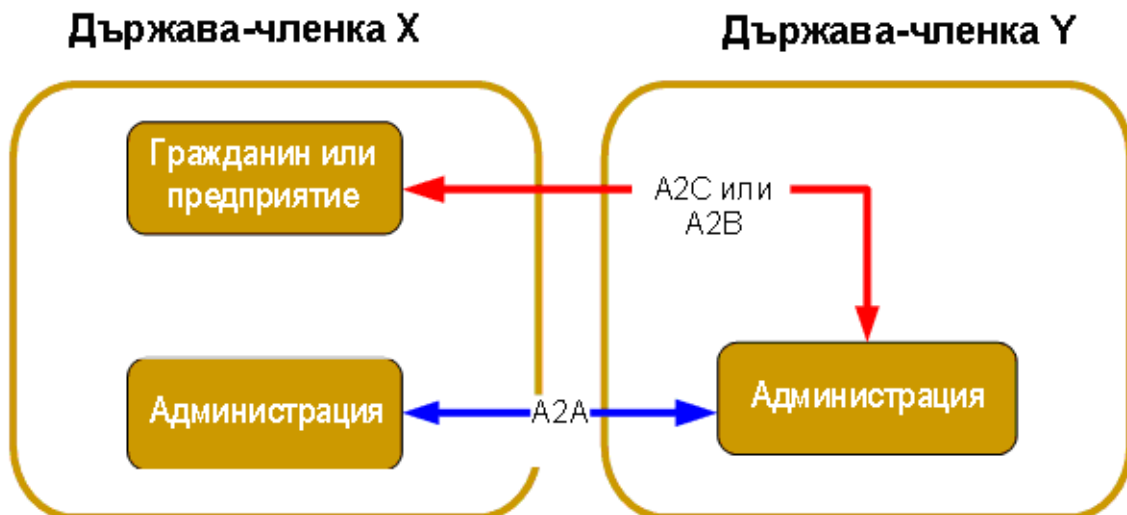 Държава-членка X
Държава-членка Y
Гражданин или
предприятие
A2C или
A2B
Администрация
A2A
Администрация